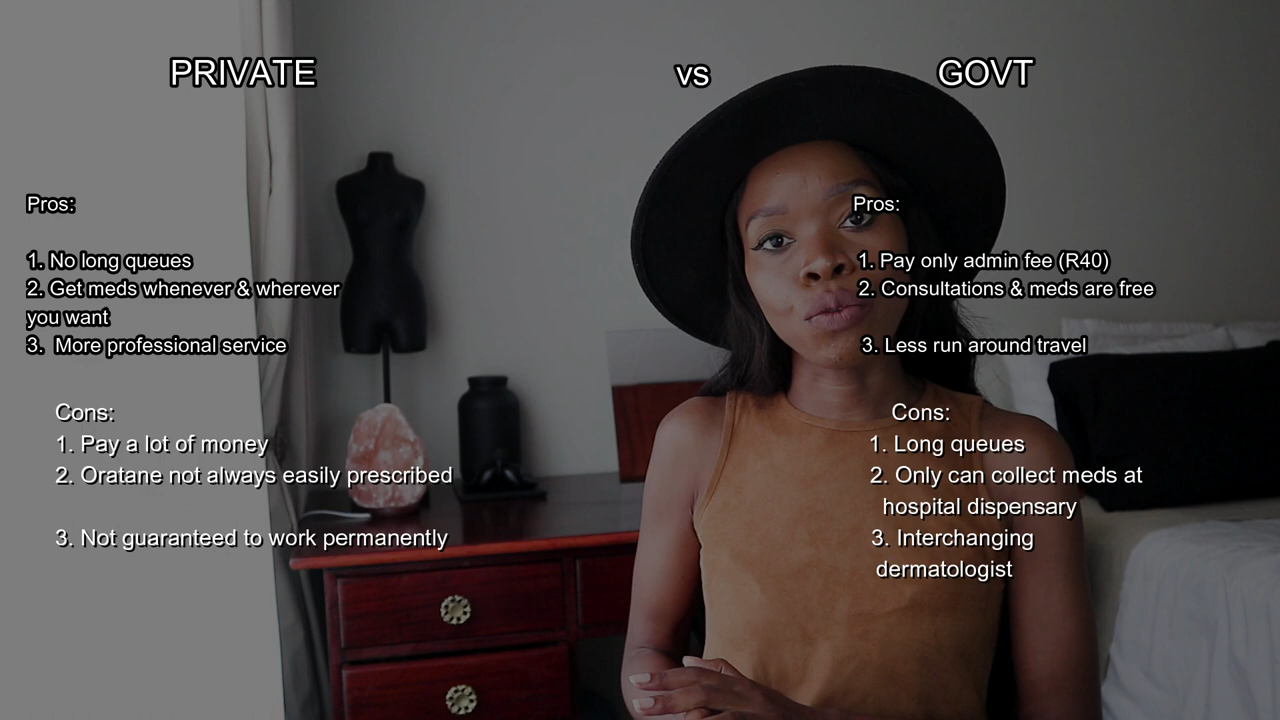 PRIVATE vs GOVT
Pros:
1. No long queues
2. Get meds whenever & wherever
you want
3. More professional service
Cons:
1. Pay a lot of money
2. Oratane not always easily prescribed
3. Not guaranteed to work permanently
Pros:
1. Pay only admin fee (R40)
2. Consultations & meds are free
3. Less run around travel
Cons:
1. Long queues
2. Only can collect meds at
hospital dispensary
3. Interchanging
dermatologist